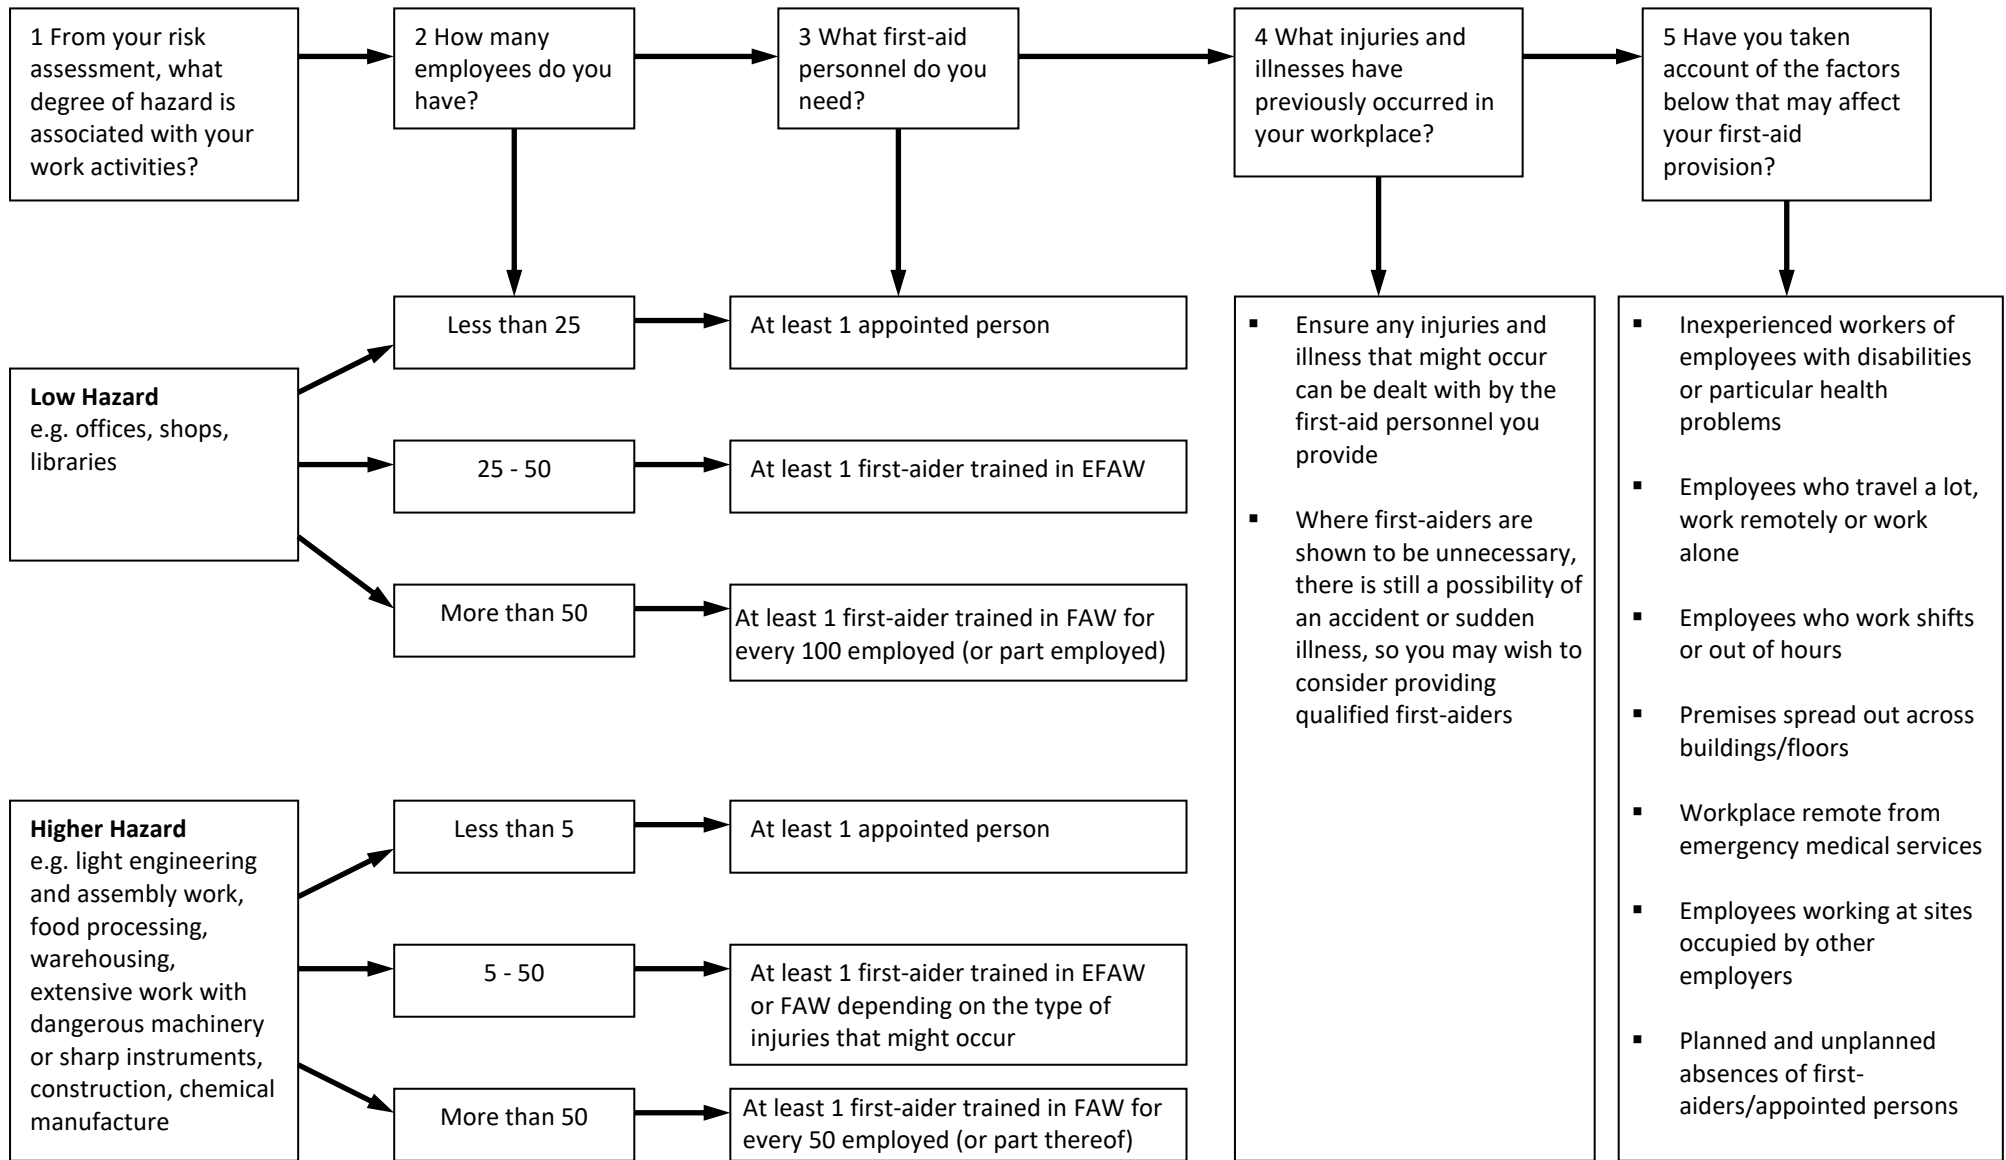 1 From your risk
assessment, what
degree of hazard is
associated with your
work activities?
2 How many
employees do you
have?
3 What first-aid
personnel do you
need?
4 What injuries and
illnesses have
previously occurred in
your workplace?
5 Have you taken
account of the factors
below that may affect
your first-aid
provision?
Low Hazard
e.g. offices, shops,
libraries
Less than 25
At least 1 appointed person
25 - 50
At least 1 first-aider trained in EFAW
More than 50
At least 1 first-aider trained in FAW for
every 100 employed (or part employed)
Higher Hazard
e.g. light engineering
and assembly work,
food processing,
warehousing,
extensive work with
dangerous machinery
or sharp instruments,
construction, chemical
manufacture
Less than 5
At least 1 appointed person
5 - 50
At least 1 first-aider trained in EFAW
or FAW depending on the type of
injuries that might occur
More than 50
At least 1 first-aider trained in FAW for
every 50 employed (or part thereof)
▪ Ensure any injuries and
illness that might occur
can be dealt with by the
first-aid personnel you
provide
▪ Where first-aiders are
shown to be unnecessary,
there is still a possibility of
an accident or sudden
illness, so you may wish to
consider providing
qualified first-aiders
▪ Inexperienced workers of
employees with disabilities
or particular health
problems
▪ Employees who travel a lot,
work remotely or work
alone
▪ Employees who work shifts
or out of hours
▪ Premises spread out across
buildings/floors
▪ Workplace remote from
emergency medical services
▪ Employees working at sites
occupied by other
employers
▪ Planned and unplanned
absences of first-
aiders/appointed persons